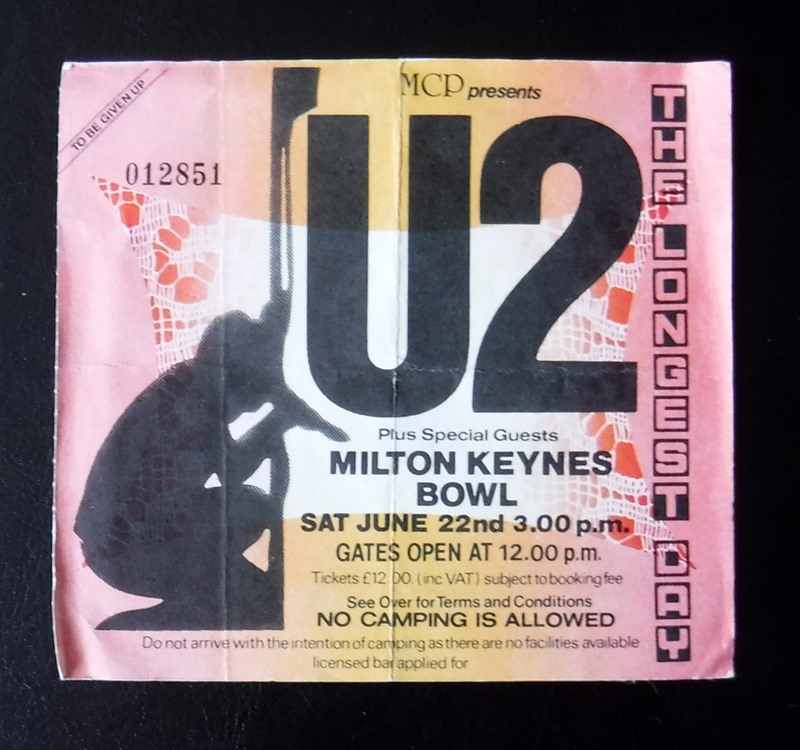 TO BE GIVEN UP
MCP presents
012851
U2
THE LONGEST DAY
Plus Special Guests
MILTON KEYNES
BOWL
SAT JUNE 22nd 3.00 p.m.
GATES OPEN AT 12.00 p.m.
Tickets £12.00. (inc VAT) subject to booking fee
See Over for Terms and Conditions
NO CAMPING IS ALLOWED
Do not arrive with the intention of camping as there are no facilities available
licensed bar applied for